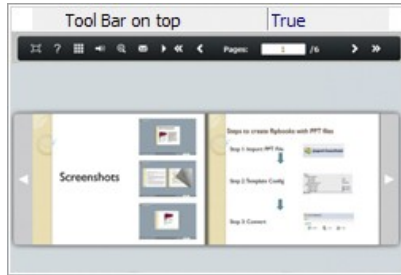 Tool Bar on top True
? Pages: 1 /6
Screenshots
Steps to create flipbooks with PPT files
Step 1: Import PPT File
Step 2: Template Config
Step 3: Convert